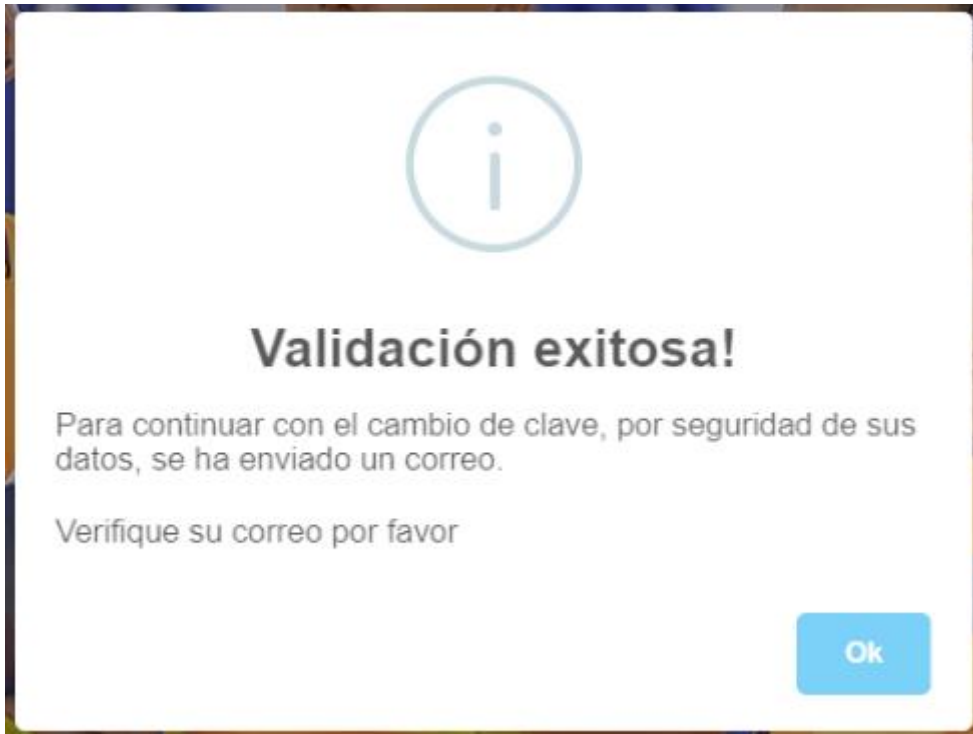 Validación exitosa!
Para continuar con el cambio de clave, por seguridad de sus
datos, se ha enviado un correo.
Verifique su correo por favor
Ok